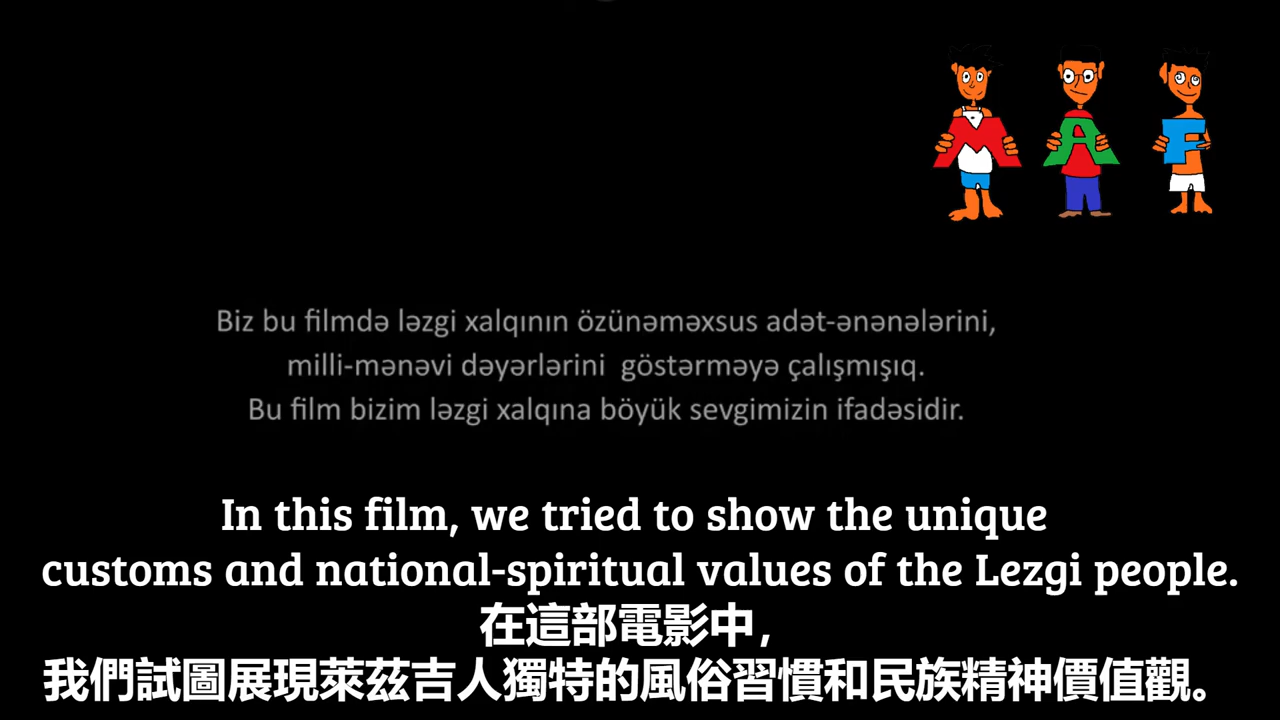 M A F
Biz bu filmdə ləzgi xalqının özünəməxsus adət-ənənələrini,
milli-mənəvi dəyərlərini göstərməyə çalışmışıq.
Bu film bizim ləzgi xalqına böyük sevgimizin ifadəsidir.
In this film, we tried to show the unique
customs and national-spiritual values of the Lezgi people.
在這部電影中，
我們試圖展現萊茲吉人獨特的風俗習慣和民族精神價值觀。